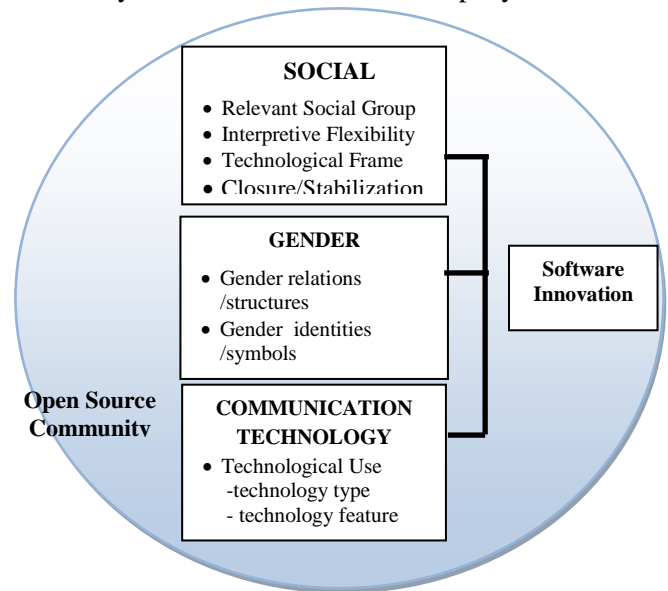 SOCIAL
• Relevant Social Group
• Interpretive Flexibility
• Technological Frame
• Closure/Stabilization
GENDER
• Gender relations
/structures
• Gender identities
/symbols
Software
Innovation
Open Source
Community
COMMUNICATION
TECHNOLOGY
• Technological Use
-technology type
- technology feature